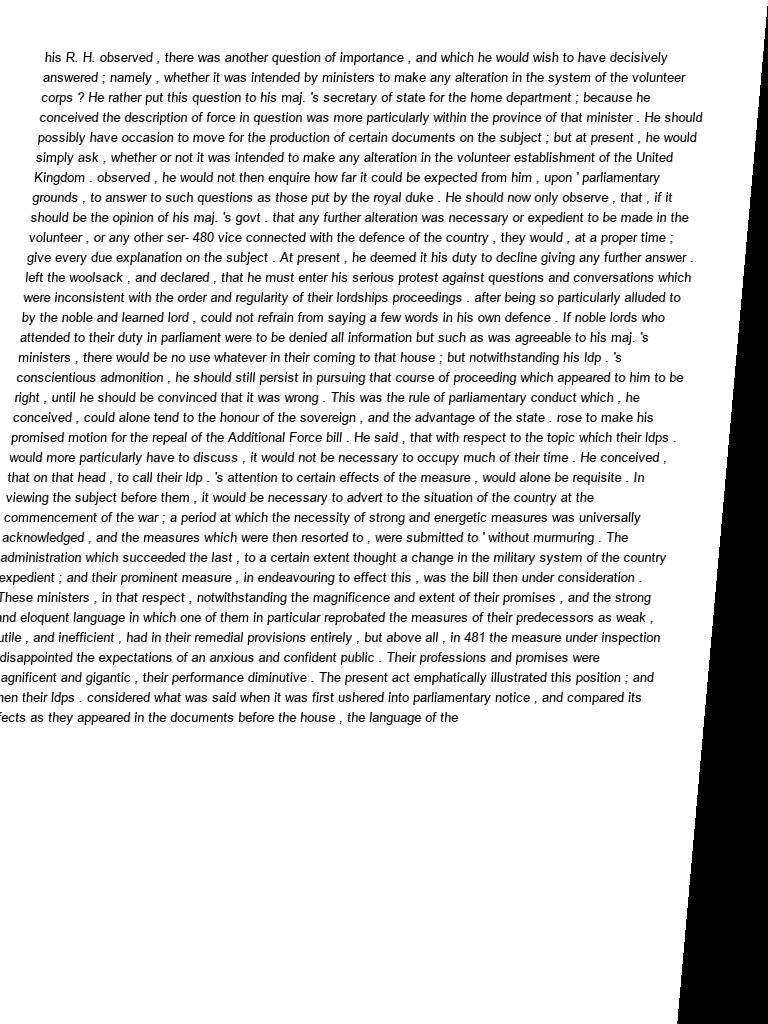 his R. H. observed , there was another question of importance , and which he would wish to have decisively
answered ; namely , whether it was intended by ministers to make any alteration in the system of the volunteer
corps ? He rather put this question to his maj. 's secretary of state for the home department ; because he
conceived the description of force in question was more particularly within the province of that minister . He should
possibly have occasion to move for the production of certain documents on the subject ; but at present , he would
simply ask , whether or not it was intended to make any alteration in the volunteer establishment of the United
Kingdom . observed , he would not then enquire how far it could be expected from him , upon ' parliamentary
grounds , to answer to such questions as those put by the royal duke . He should now only observe , that , if it
should be the opinion of his maj. 's govt . that any further alteration was necessary or expedient to be made in the
volunteer , or any other ser- 480 vice connected with the defence of the country , they would , at a proper time ;
give every due explanation on the subject . At present , he deemed it his duty to decline giving any further answer .
left the woolsack , and declared , that he must enter his serious protest against questions and conversations which
were inconsistent with the order and regularity of their lordships proceedings . after being so particularly alluded to
by the noble and learned lord , could not refrain from saying a few words in his own defence . If noble lords who
attended to their duty in parliament were to be denied all information but such as was agreeable to his maj. 's
ministers , there would be no use whatever in their coming to that house ; but notwithstanding his ldp . 's
conscientious admonition , he should still persist in pursuing that course of proceeding which appeared to him to be
right , until he should be convinced that it was wrong . This was the rule of parliamentary conduct which , he
conceived , could alone tend to the honour of the sovereign , and the advantage of the state . rose to make his
promised motion for the repeal of the Additional Force bill . He said , that with respect to the topic which their ldps .
would more particularly have to discuss , it would not be necessary to occupy much of their time . He conceived ,
that on that head , to call their ldp . 's attention to certain effects of the measure , would alone be requisite . In
viewing the subject before them , it would be necessary to advert to the situation of the country at the
commencement of the war ; a period at which the necessity of strong and energetic measures was universally
acknowledged , and the measures which were then resorted to , were submitted to ' without murmuring . The
administration which succeeded the last , to a certain extent thought a change in the military system of the country
expedient ; and their prominent measure , in endeavouring to effect this , was the bill then under consideration .
These ministers , in that respect , notwithstanding the magnificence and extent of their promises , and the strong
nd eloquent language in which one of them in particular reprobated the measures of their predecessors as weak ,
utile , and inefficient , had in their remedial provisions entirely , but above all , in 481 the measure under inspection
disappointed the expectations of an anxious and confident public . Their professions and promises were
agnificent and gigantic , their performance diminutive . The present act emphatically illustrated this position ; and
hen their ldps . considered what was said when it was first ushered into parliamentary notice , and compared its
fects as they appeared in the documents before the house , the language of the